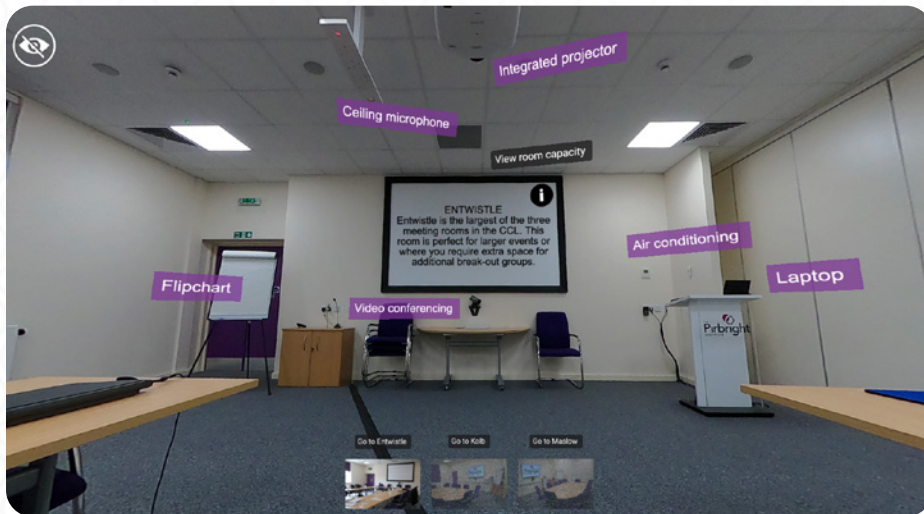 Integrated projector
Ceiling microphone
View room capacity
ENTWISTLE
Entwistle is the largest of the three
meeting rooms in the CCL. This
room is perfect for larger events or
where you require extra space for
additional break-out groups.
Air conditioning
Laptop
Flipchart
Video conferencing
Pirbright
Go to Entwistle
Go to Kolb
Go to Maslow